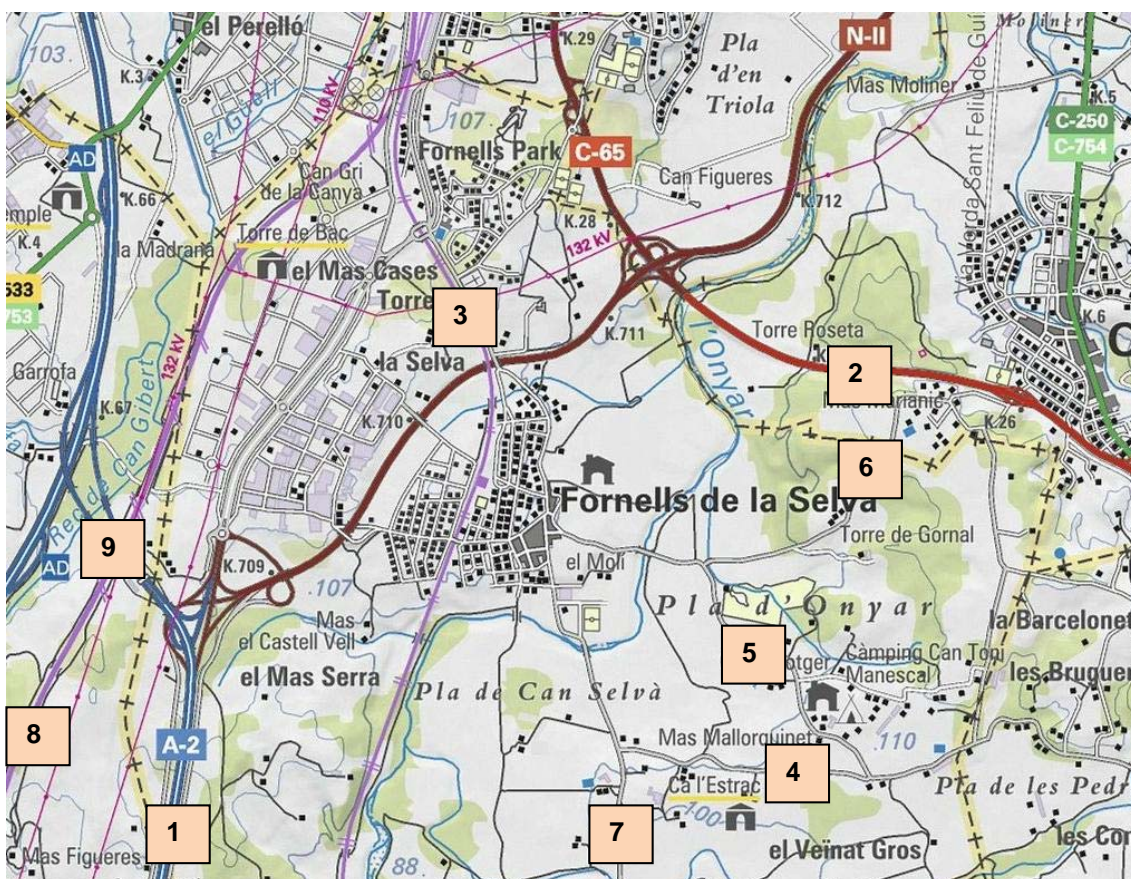 el Perelló
103
K.3
K.29
N-II
Moliner
Pla
d'en
Triola
Mas Moliner
110 KV
el Güell
107
K.5
C-250
C-754
AD
Fornells Park
C-65
Can Gri
de la Canya
Can Figueres
K.66
K.712
K.28
K.4
la Madrana
Torre de Bac
132 KV
el Mas Cases
533
753
Torre
3
K.711
Torre Poseta
K.6
la Selva
l'Onyar
2
132 KV
Garrofa
K.67
Rec de Can Gibert
K.710
K.26
6
Fornells de la Selva
9
AD
K.709
107
el Molí
Torre de Gornal
Mas
el Castell Vell
Pla d'Onyar
la Barcelonet
5
Càmping Can Toni
Manescal
el Mas Serra
Pla de Can Selvà
les Bruguer
8
A-2
Mas Mallorquinet
110
4
Ca l'Estrac
Pla de les Pedr
100
1
7
Mas Figueres
88
el Veïnat Gros
les Con